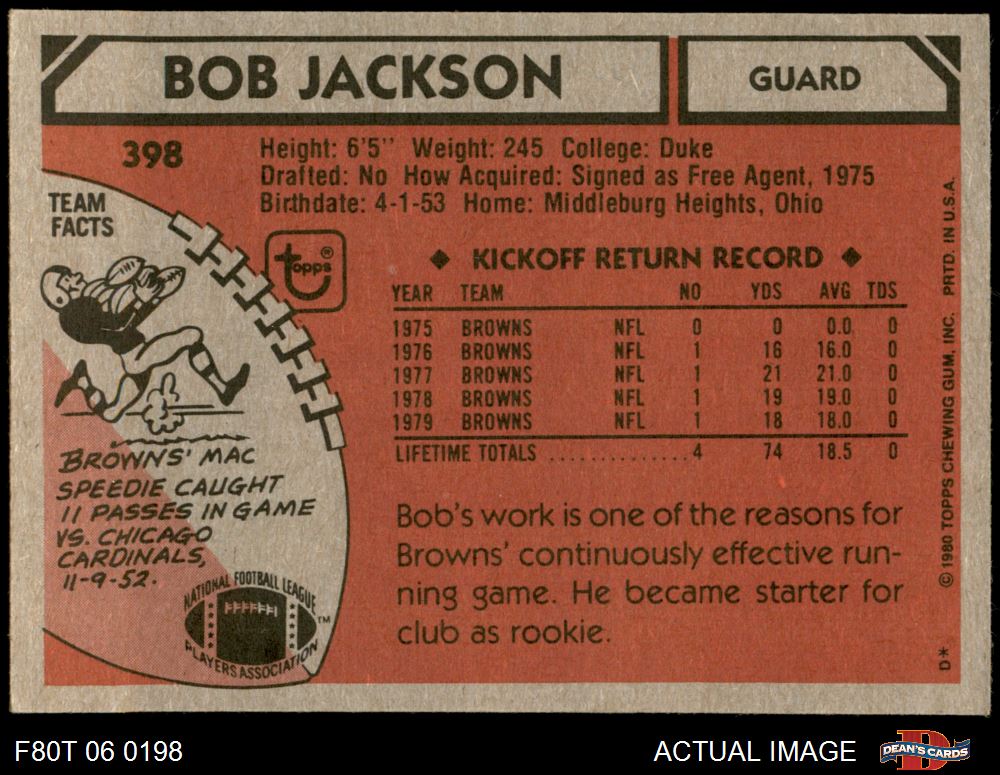 BOB JACKSON
GUARD
398
Height: 6'5" Weight: 245 College: Duke
Drafted: No How Acquired: Signed as Free Agent, 1975
Birthdate: 4-1-53 Home: Middleburg Heights, Ohio
TEAM
FACTS
topps®
◆ KICKOFF RETURN RECORD ◆
YEAR TEAM NO YDS AVG TDS
1975 BROWNS NFL 0 0 0.0 0
1976 BROWNS NFL 1 16 16.0 0
1977 BROWNS NFL 1 21 21.0 0
1978 BROWNS NFL 1 19 19.0 0
1979 BROWNS NFL 1 18 18.0 0
LIFETIME TOTALS ................ 4 74 18.5 0
BROWNS' MAC
SPEEDIE CAUGHT
11 PASSES IN GAME
VS. CHICAGO
CARDINALS,
11-9-52.
NATIONAL FOOTBALL LEAGUE
PLAYERS ASSOCIATION
TM
Bob's work is one of the reasons for
Browns' continuously effective run-
ning game. He became starter for
club as rookie.
D* © 1980 TOPPS CHEWING GUM, INC. PRTD. IN U.S.A.
F80T 06 0198
ACTUAL IMAGE
D
DEAN'S CARDS